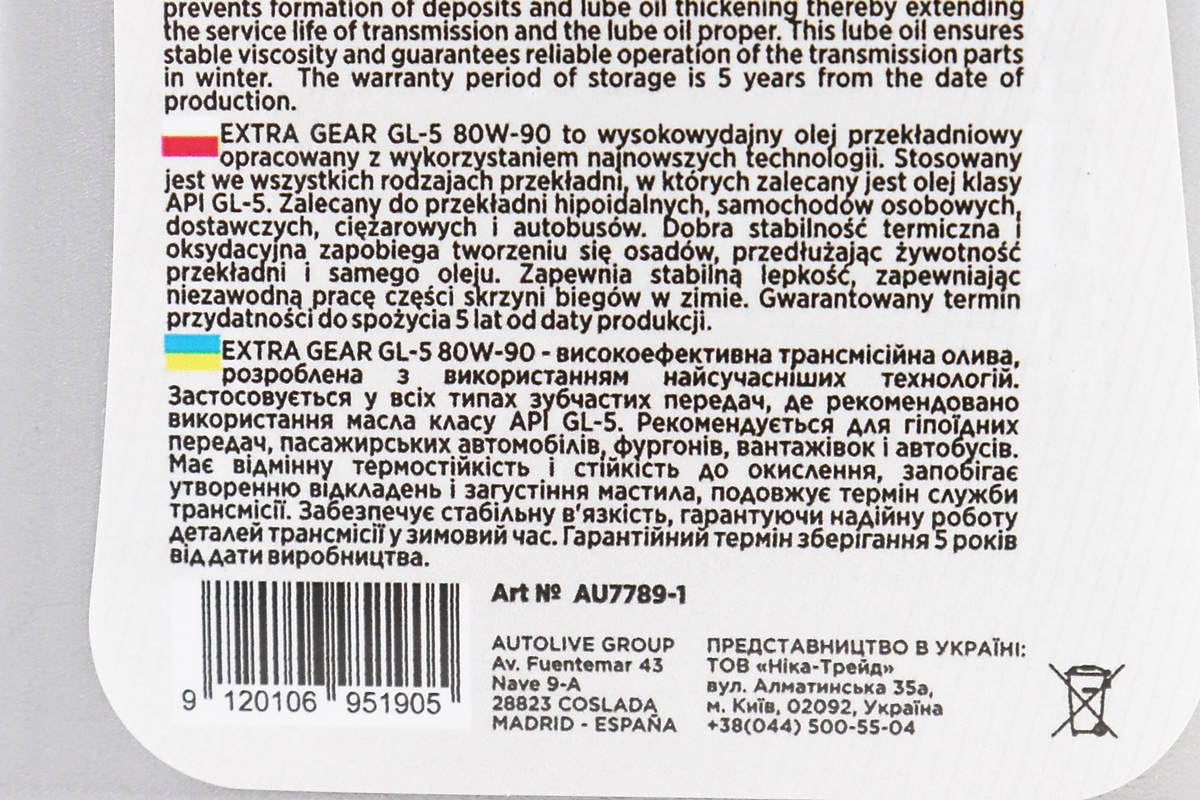 prevents formation of deposits and lube oil thickening thereby extending
the service life of transmission and the lube oil proper. This lube oil ensures
stable viscosity and guarantees reliable operation of the transmission parts
in winter. The warranty period of storage is 5 years from the date of
production.
EXTRA GEAR GL-5 80W-90 to wysokowydajny olej przekładniowy
opracowany z wykorzystaniem najnowszych technologii. Stosowany
jest we wszystkich rodzajach przekładni, w których zalecany jest olej klasy
API GL-5. Zalecany do przekładni hipoidalnych, samochodów osobowych,
dostawczych, ciężarowych i autobusów. Dobra stabilność termiczna i
oksydacyjna zapobiega tworzeniu się osadów, przedłużając żywotność
przekładni i samego oleju. Zapewnia stabilną lepkość, zapewniając
niezawodną pracę części skrzyni biegów w zimie. Gwarantowany termin
przydatności do spożycia 5 lat od daty produkcji.
EXTRA GEAR GL-5 80W-90 - високоефективна трансмісійна олива,
розроблена з використанням найсучасніших технологій.
Застосовується у всіх типах зубчастих передач, де рекомендовано
використання масла класу API GL-5. Рекомендується для гіпоїдних
передач, пасажирських автомобілів, фургонів, вантажівок і автобусів.
Має відмінну термостійкість і стійкість до окислення, запобігає
утворенню відкладень і загустіння мастила, подовжує термін служби
трансмісії. Забезпечує стабільну в'язкість, гарантуючи надійну роботу
деталей трансмісії у зимовий час. Гарантійний термін зберігання 5 років
від дати виробництва.
Art № AU7789-1
AUTOLIVE GROUP
Av. Fuentemar 43
Nave 9-A
28823 COSLADA
MADRID - ESPAÑA
ПРЕДСТАВНИЦТВО В УКРАЇНІ:
ТОВ «Ніка-Трейд»
вул. Алматинська 35а,
м. Київ, 02092, Україна
+38(044) 500-55-04
9 120106 951905